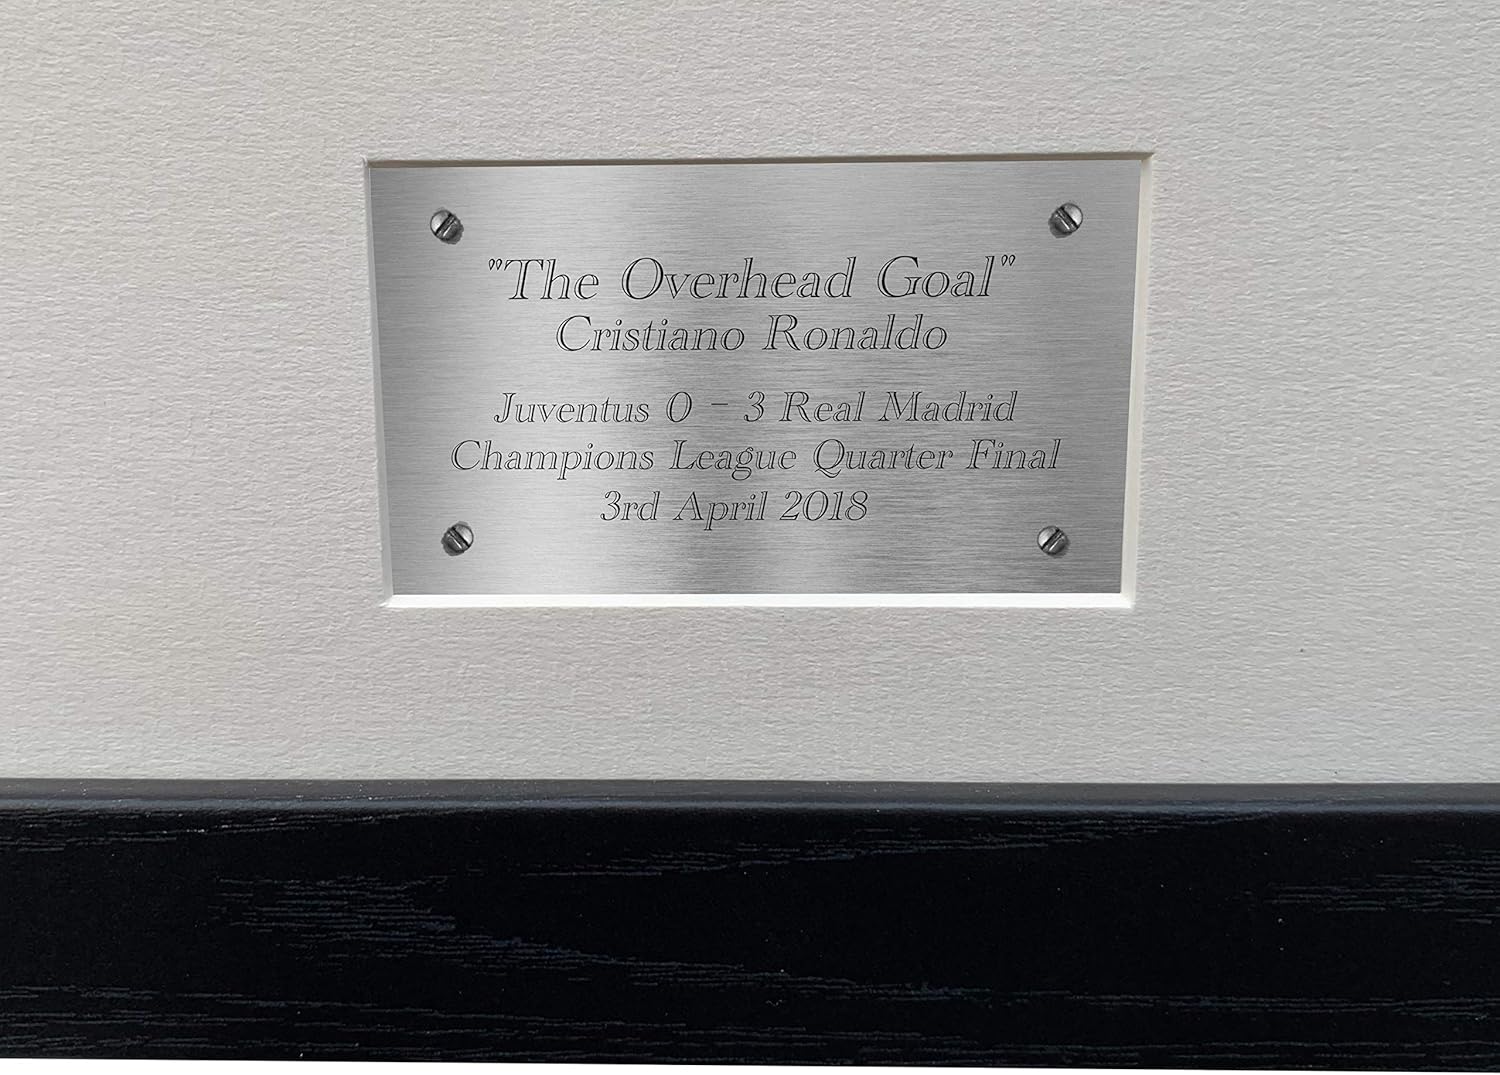 "The Overhead Goal"
Cristiano Ronaldo
Juventus 0 - 3 Real Madrid
Champions League Quarter Final
3rd April 2018